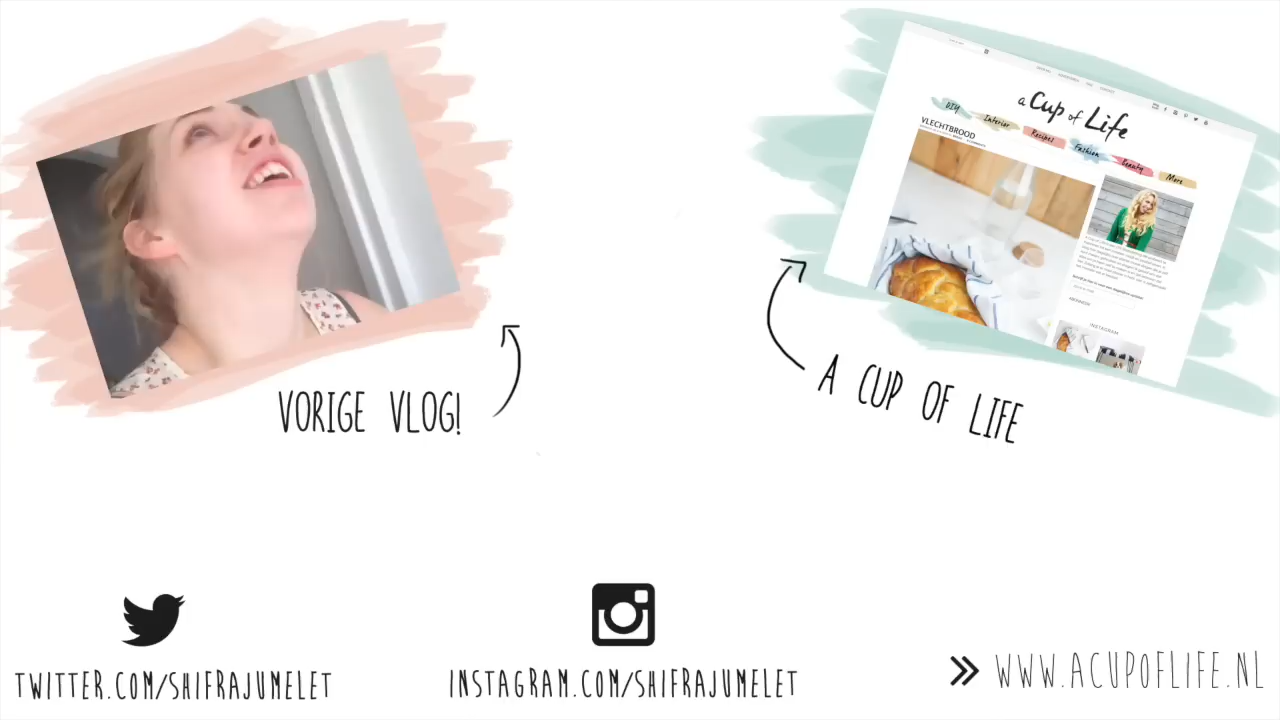 a Cup of Life
DIY
Interior
Recipes
Fashion
Beauty
More
VLECHTBROOD
INSTAGRAM
VORIGE VLOG!
A CUP OF LIFE
TWITTER.COM/SHIFRAJUMELET
INSTAGRAM.COM/SHIFRAJUMELET
WWW.ACUPOFLIFE.NL